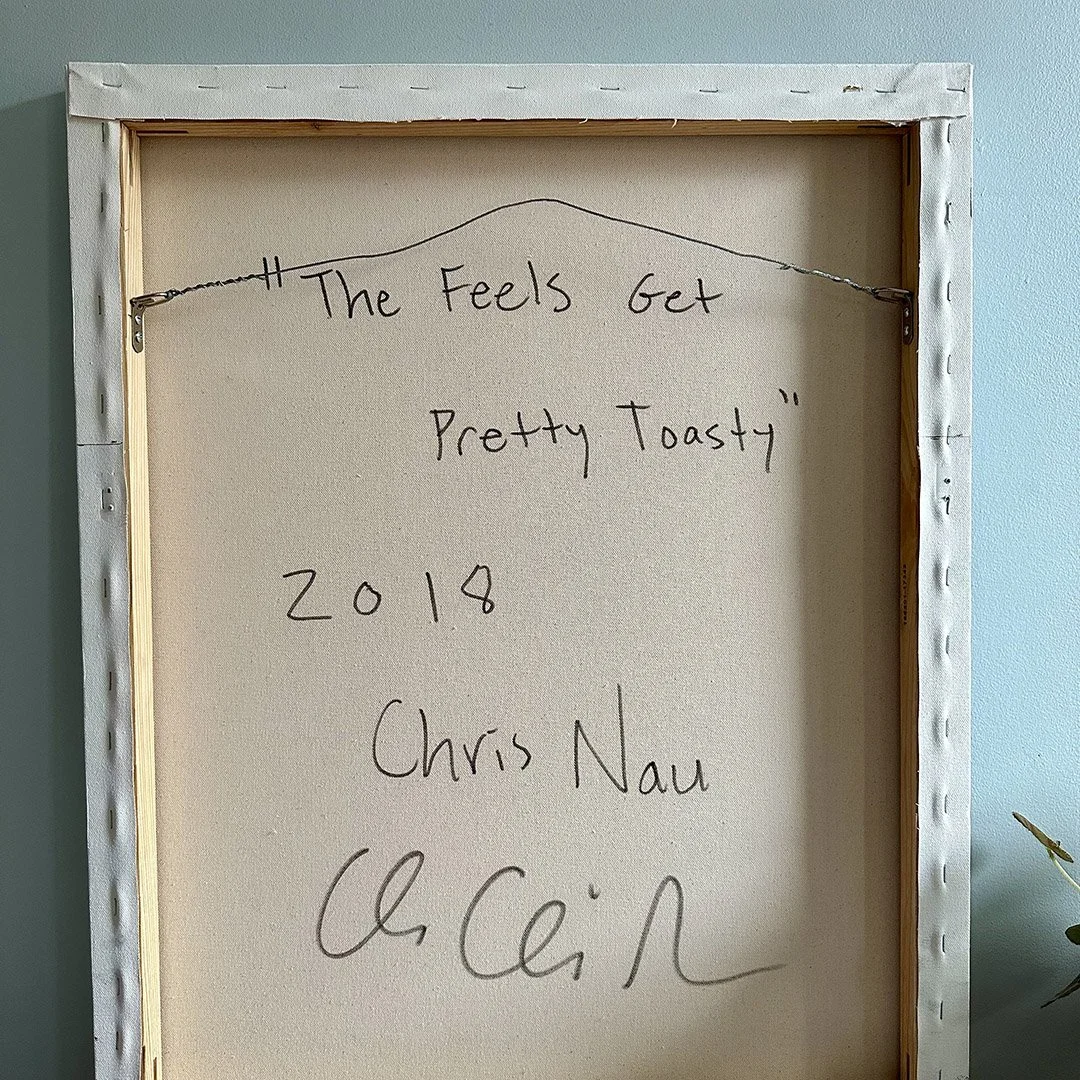 "The Feels Get
Pretty Toasty"
2018
Chris Nau